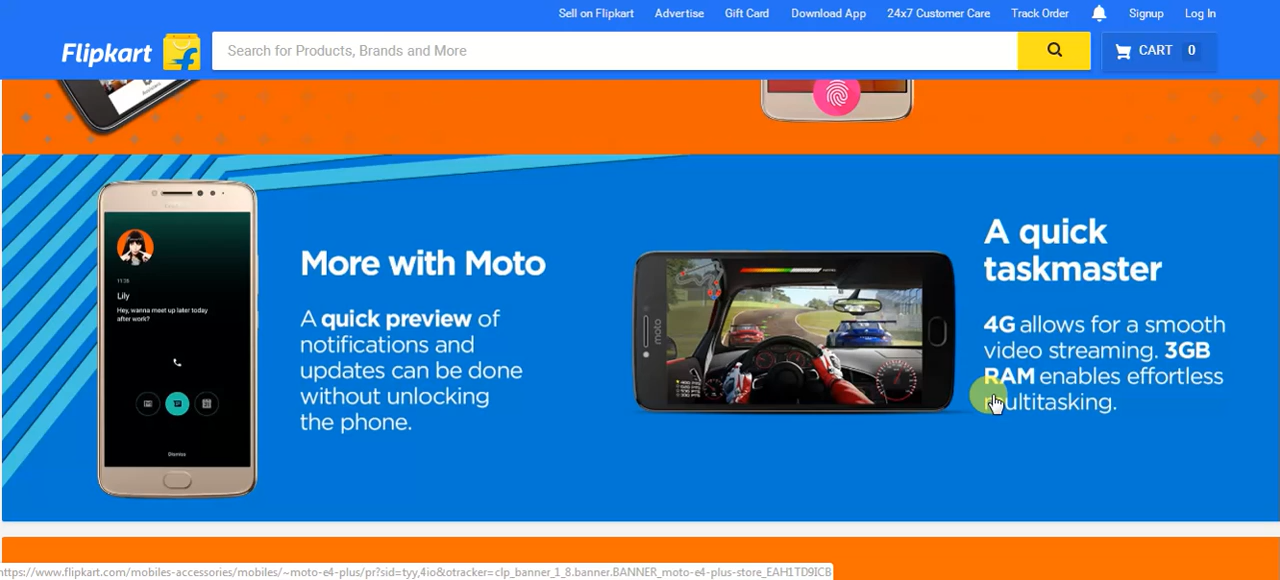 Sell on Flipkart Advertise Gift Card Download App 24x7 Customer Care Track Order Signup Log In
Flipkart Search for Products, Brands and More CART 0
More with Moto
A quick preview of
notifications and
updates can be done
without unlocking
the phone.
11:35
Lily
Hey, wanna meet up later today
after work?
Dismiss
moto
A quick
taskmaster
4G allows for a smooth
video streaming. 3GB
RAM enables effortless
multitasking.
https://www.flipkart.com/mobiles-accessories/mobiles/~moto-e4-plus/pr?sid=tyy,4io&otracker=clp_banner_1_8.banner.BANNER_moto-e4-plus-store_EAH1TD9ICB